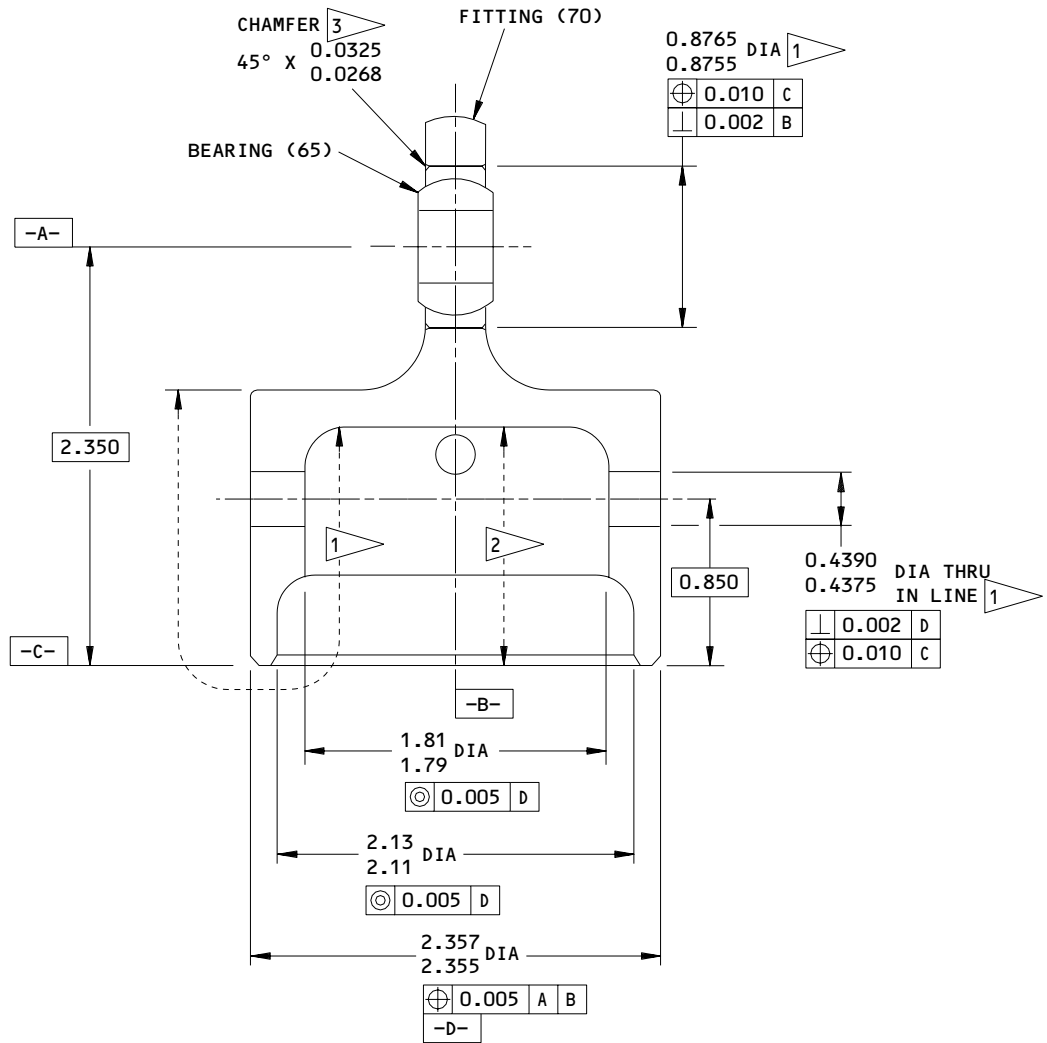 CHAMFER 3
45° X 0.0325
0.0268
FITTING (70)
0.8765 DIA 1
0.8755
⌖ 0.010 C
⊥ 0.002 B
BEARING (65)
-A-
2.350
1
2
0.850
0.4390 DIA THRU
0.4375 IN LINE 1
⊥ 0.002 D
⌖ 0.010 C
-C-
-B-
1.81 DIA
1.79
◎ 0.005 D
2.13 DIA
2.11
◎ 0.005 D
2.357 DIA
2.355
⌖ 0.005 A B
-D-